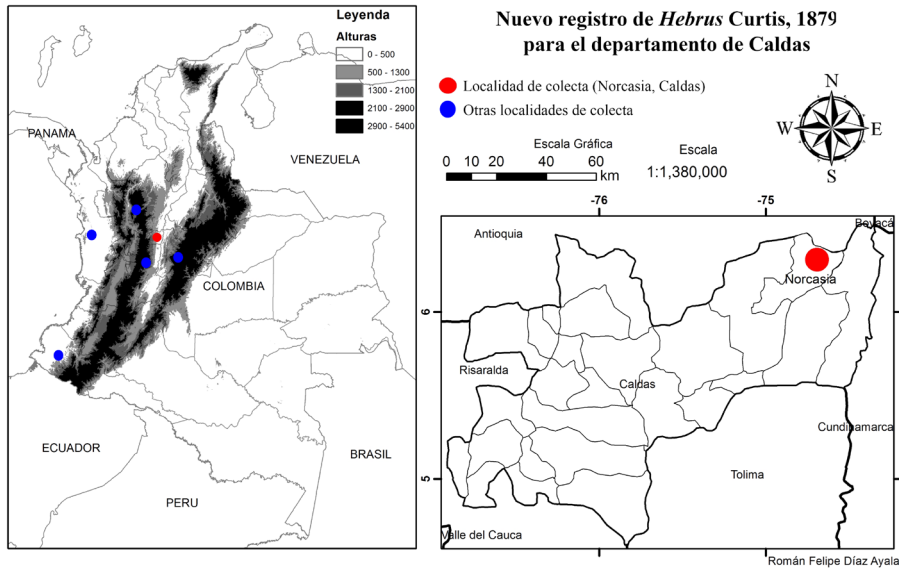 Leyenda
Alturas
0 - 500
500 - 1300
1300 - 2100
2100 - 2900
2900 - 5400
PANAMA
VENEZUELA
COLOMBIA
ECUADOR
BRASIL
PERU
Nuevo registro de Hebrus Curtis, 1879
para el departamento de Caldas
Localidad de colecta (Norcasia, Caldas)
Otras localidades de colecta
N
W E
S
Escala Gráfica
0 10 20 40 60
km
Escala
1:1,380,000
-76 -75
Antioquia
Boyacá
Norcasia
6
Risaralda
Caldas
Cundinamarca
Tolima
5
Valle del Cauca
-76 -75
Román Felipe Díaz Ayala